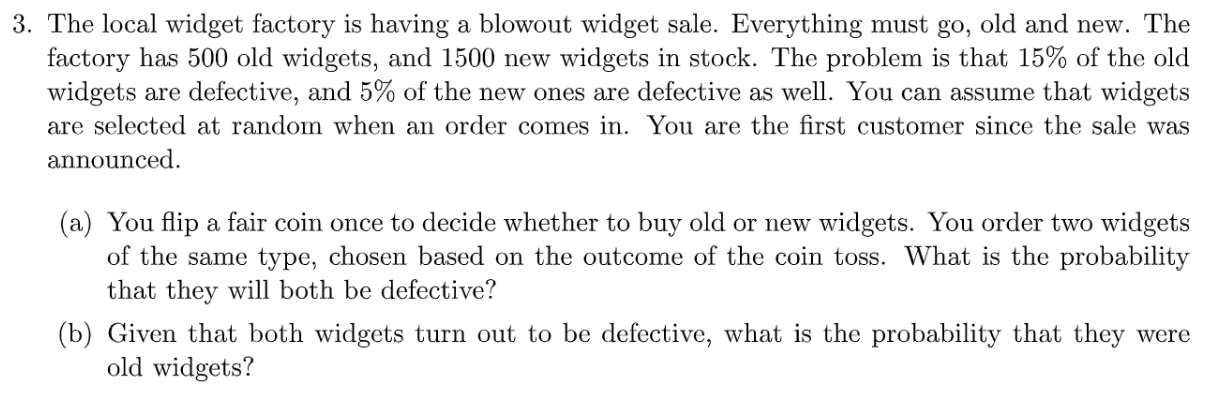 3. The local widget factory is having a blowout widget sale. Everything must go, old and new. The
factory has 500 old widgets, and 1500 new widgets in stock. The problem is that 15% of the old
widgets are defective, and 5% of the new ones are defective as well. You can assume that widgets
are selected at random when an order comes in. You are the first customer since the sale was
announced.
(a) You flip a fair coin once to decide whether to buy old or new widgets. You order two widgets
of the same type, chosen based on the outcome of the coin toss. What is the probability
that they will both be defective?
(b) Given that both widgets turn out to be defective, what is the probability that they were
old widgets?